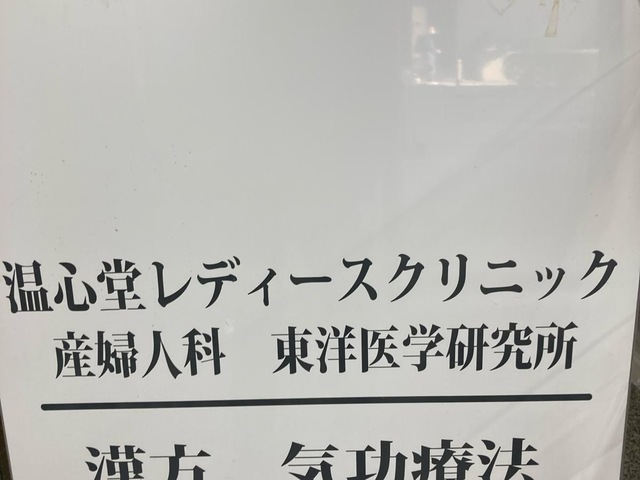 温心堂レディースクリニック
産婦人科　東洋医学研究所
漢方　気功療法